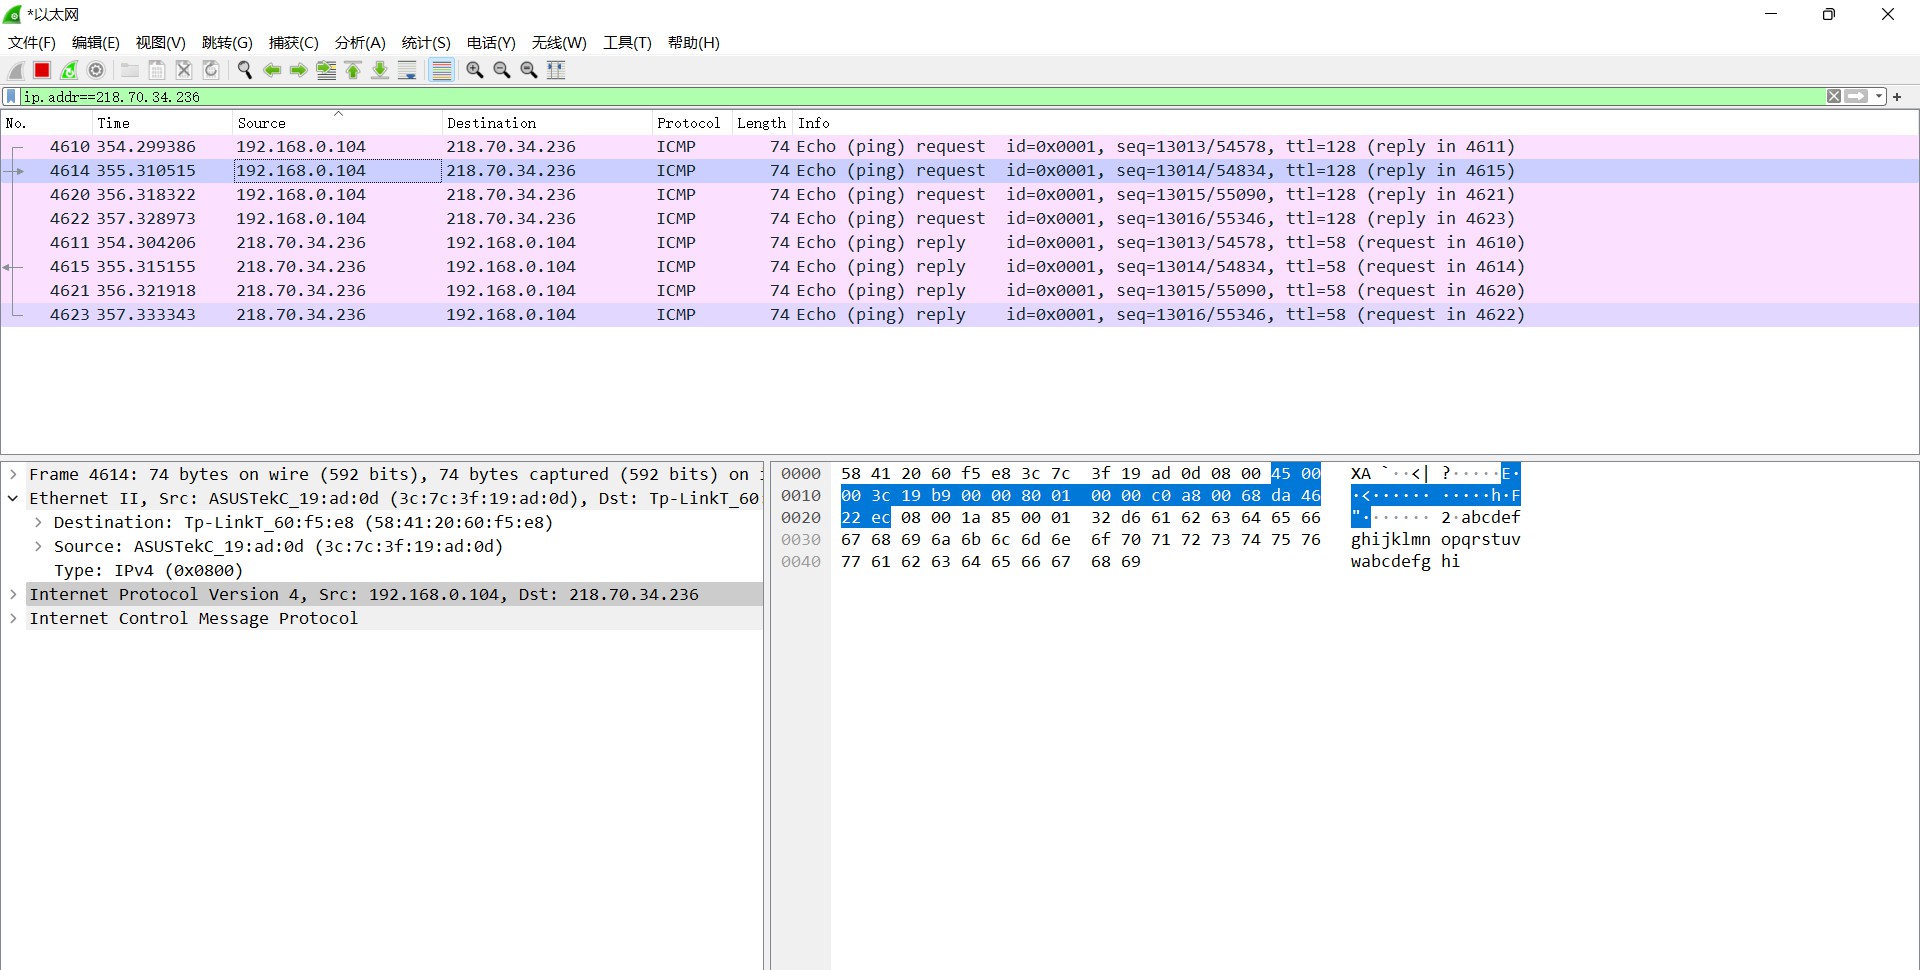 *以太网
文件(F) 编辑(E) 视图(V) 跳转(G) 捕获(C) 分析(A) 统计(S) 电话(Y) 无线(W) 工具(T) 帮助(H)
ip.addr==218.70.34.236
No. Time Source Destination Protocol Length Info
4610 354.299386 192.168.0.104 218.70.34.236 ICMP 74 Echo (ping) request id=0x0001, seq=13013/54578, ttl=128 (reply in 4611)
4614 355.310515 192.168.0.104 218.70.34.236 ICMP 74 Echo (ping) request id=0x0001, seq=13014/54834, ttl=128 (reply in 4615)
4620 356.318322 192.168.0.104 218.70.34.236 ICMP 74 Echo (ping) request id=0x0001, seq=13015/55090, ttl=128 (reply in 4621)
4622 357.328973 192.168.0.104 218.70.34.236 ICMP 74 Echo (ping) request id=0x0001, seq=13016/55346, ttl=128 (reply in 4623)
4611 354.304206 218.70.34.236 192.168.0.104 ICMP 74 Echo (ping) reply id=0x0001, seq=13013/54578, ttl=58 (request in 4610)
4615 355.315155 218.70.34.236 192.168.0.104 ICMP 74 Echo (ping) reply id=0x0001, seq=13014/54834, ttl=58 (request in 4614)
4621 356.321918 218.70.34.236 192.168.0.104 ICMP 74 Echo (ping) reply id=0x0001, seq=13015/55090, ttl=58 (request in 4620)
4623 357.333343 218.70.34.236 192.168.0.104 ICMP 74 Echo (ping) reply id=0x0001, seq=13016/55346, ttl=58 (request in 4622)
Frame 4614: 74 bytes on wire (592 bits), 74 bytes captured (592 bits) on
Ethernet II, Src: ASUSTekC_19:ad:0d (3c:7c:3f:19:ad:0d), Dst: Tp-LinkT_60
Destination: Tp-LinkT_60:f5:e8 (58:41:20:60:f5:e8)
Source: ASUSTekC_19:ad:0d (3c:7c:3f:19:ad:0d)
Type: IPv4 (0x0800)
Internet Protocol Version 4, Src: 192.168.0.104, Dst: 218.70.34.236
Internet Control Message Protocol
0000 58 41 20 60 f5 e8 3c 7c 3f 19 ad 0d 08 00 45 00 XA `··<| ?·····E·
0010 00 3c 19 b9 00 00 80 01 00 00 c0 a8 00 68 da 46 ·<······ ·····h·F
0020 22 ec 08 00 1a 85 00 01 32 d6 61 62 63 64 65 66 "······· 2·abcdef
0030 67 68 69 6a 6b 6c 6d 6e 6f 70 71 72 73 74 75 76 ghijklmn opqrstuv
0040 77 61 62 63 64 65 66 67 68 69 wabcdefg hi